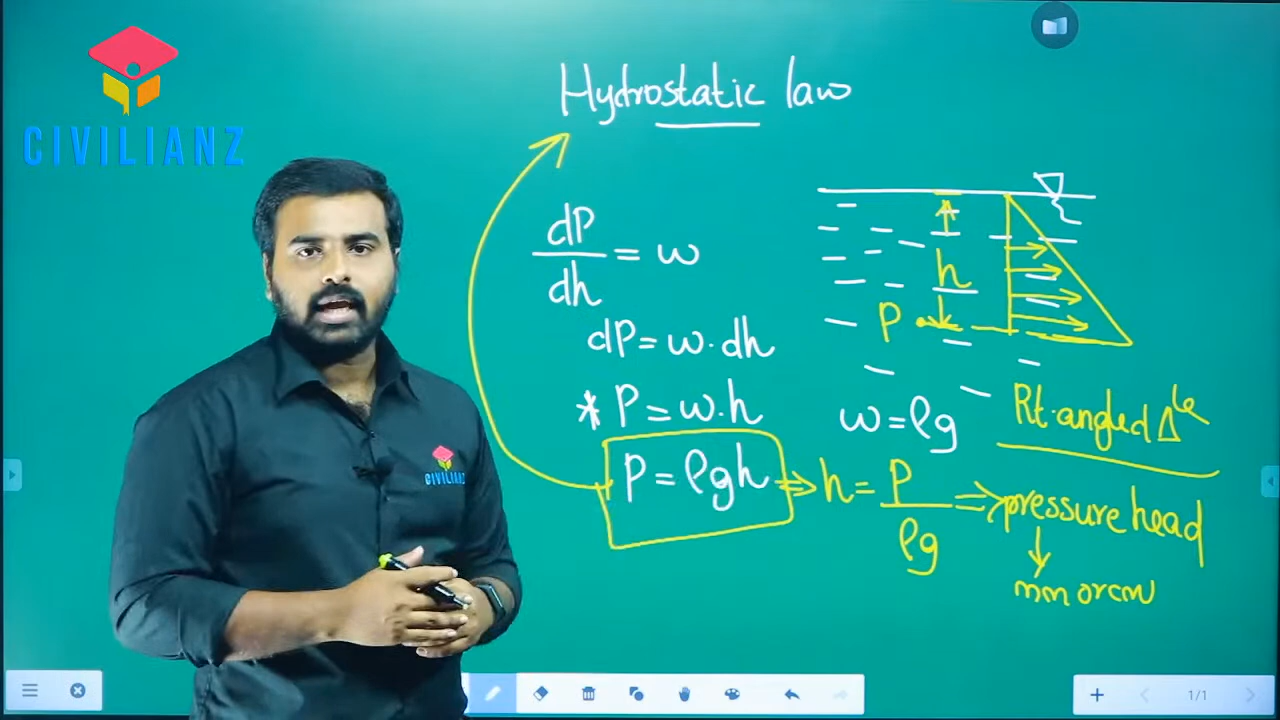 CIVILIANZ
Hydrostatic law
dP/dh = w
dP = w·dh
* P = w·h
P = ρgh => h = P/ρg => pressure head
mm or cm
h
P
w = ρg
Rt·angled Δle
CIVILIANZ
1/1